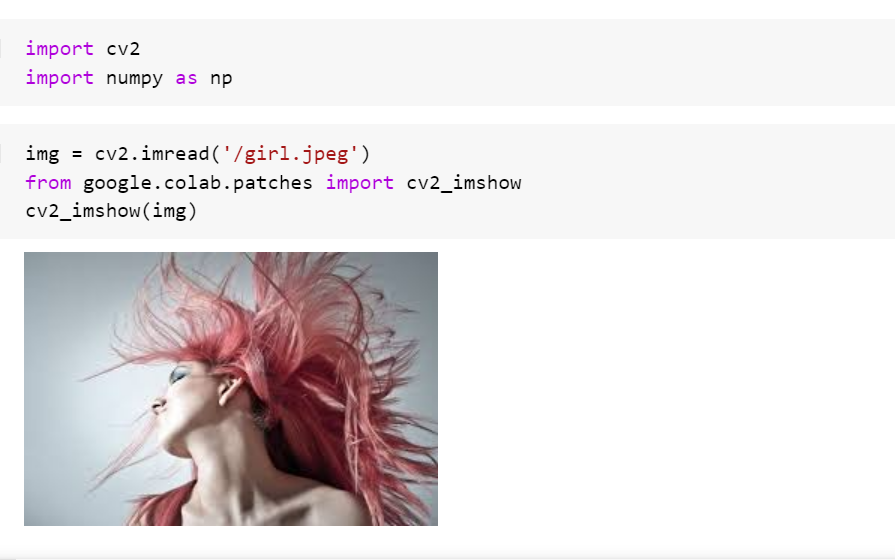 import cv2
import numpy as np
img = cv2.imread('/girl.jpeg')
from google.colab.patches import cv2_imshow
cv2_imshow(img)